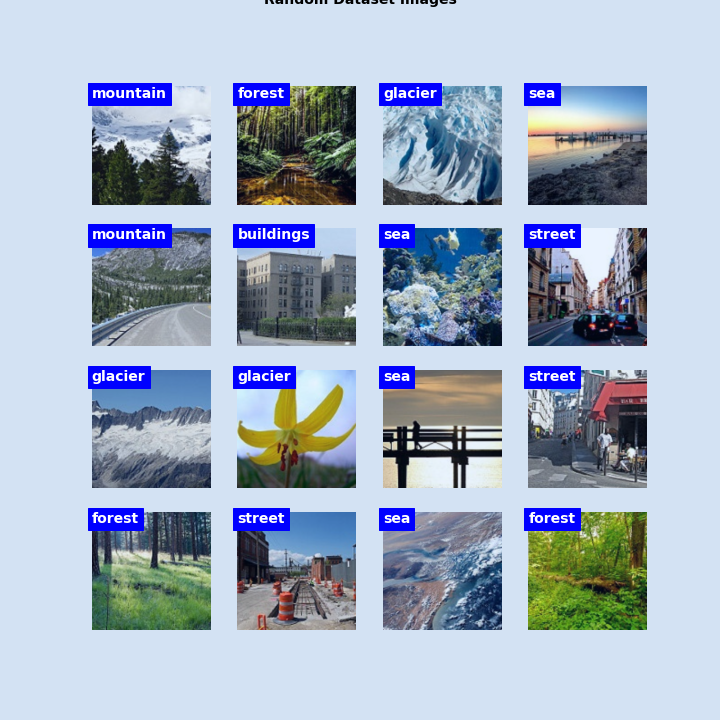 Random Dataset Images
mountain forest glacier sea
mountain buildings sea street
glacier glacier sea street
forest street sea forest